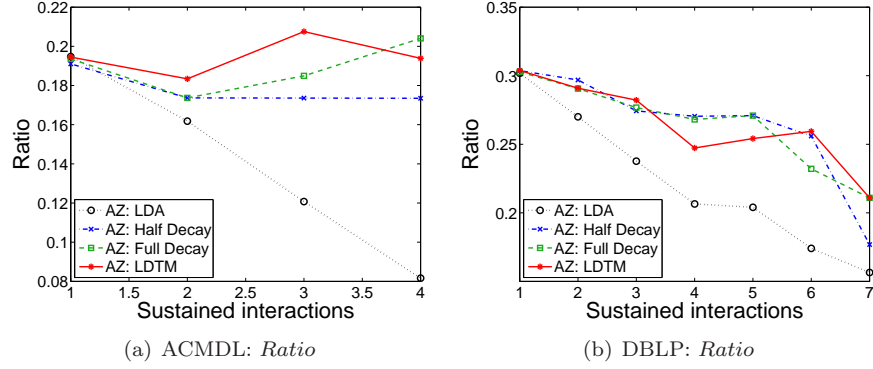 0.22
0.2
0.18
0.16
0.14
0.12
0.1
0.08
Ratio
AZ: LDA
AZ: Half Decay
AZ: Full Decay
AZ: LDTM
1 1.5 2 2.5 3 3.5 4
Sustained interactions
(a) ACMDL: Ratio
0.35
0.3
0.25
0.2
Ratio
AZ: LDA
AZ: Half Decay
AZ: Full Decay
AZ: LDTM
1 2 3 4 5 6 7
Sustained interactions
(b) DBLP: Ratio